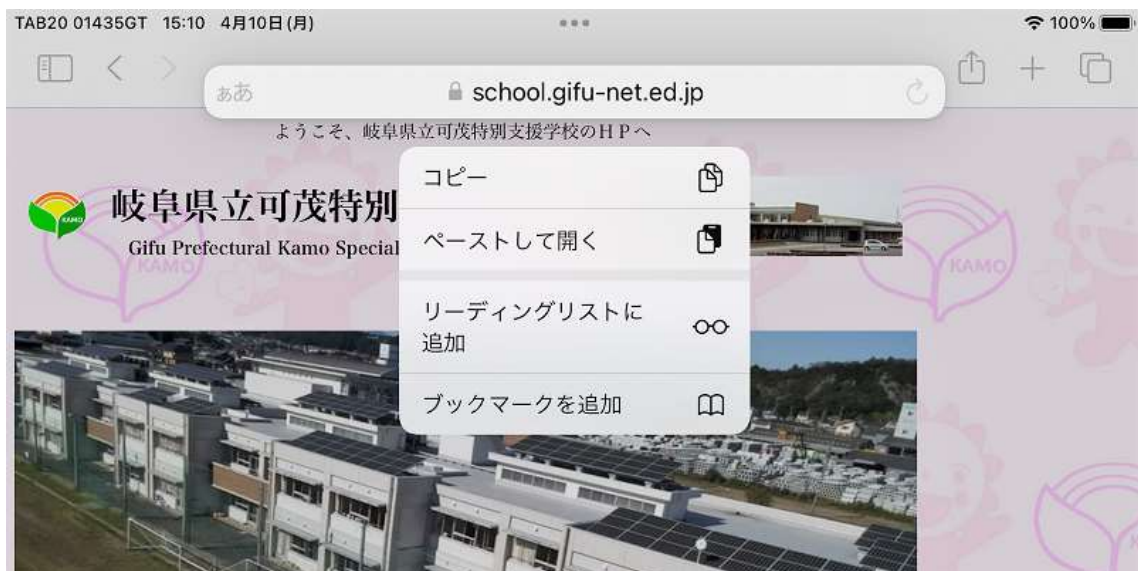 TAB20 01435GT 15:10 4月10日(月)
100%
ああ
school.gifu-net.ed.jp
ようこそ、岐阜県立可茂特別支援学校のＨＰへ
KAMO
岐阜県立可茂特別
Gifu Prefectural Kamo Special
コピー
ペーストして開く
リーディングリストに
追加
ブックマークを追加
KAMO
KAMO